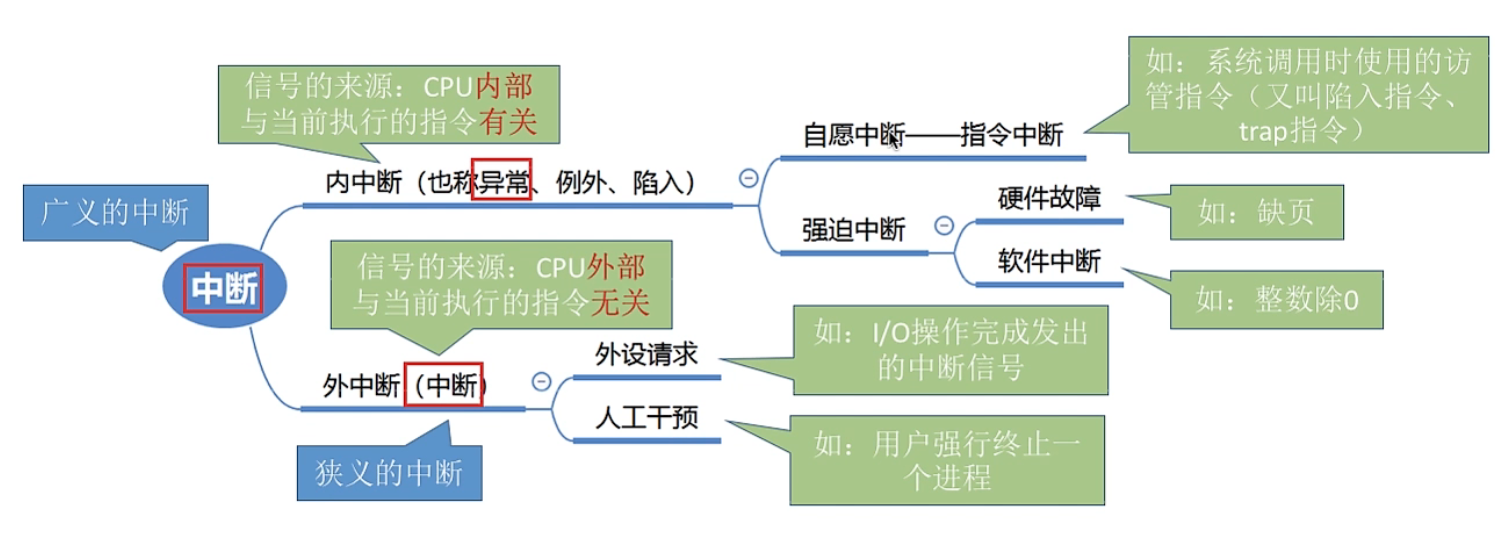 如：系统调用时使用的访
管指令（又叫陷入指令、
trap指令）
信号的来源：CPU内部
与当前执行的指令有关
自愿中断——指令中断
内中断（也称异常、例外、陷入）
硬件故障
如：缺页
广义的中断
强迫中断
信号的来源：CPU外部
与当前执行的指令无关
软件中断
中断
如：整数除0
如：I/O操作完成发出
的中断信号
外设请求
外中断（中断）
人工干预
如：用户强行终止一
个进程
狭义的中断